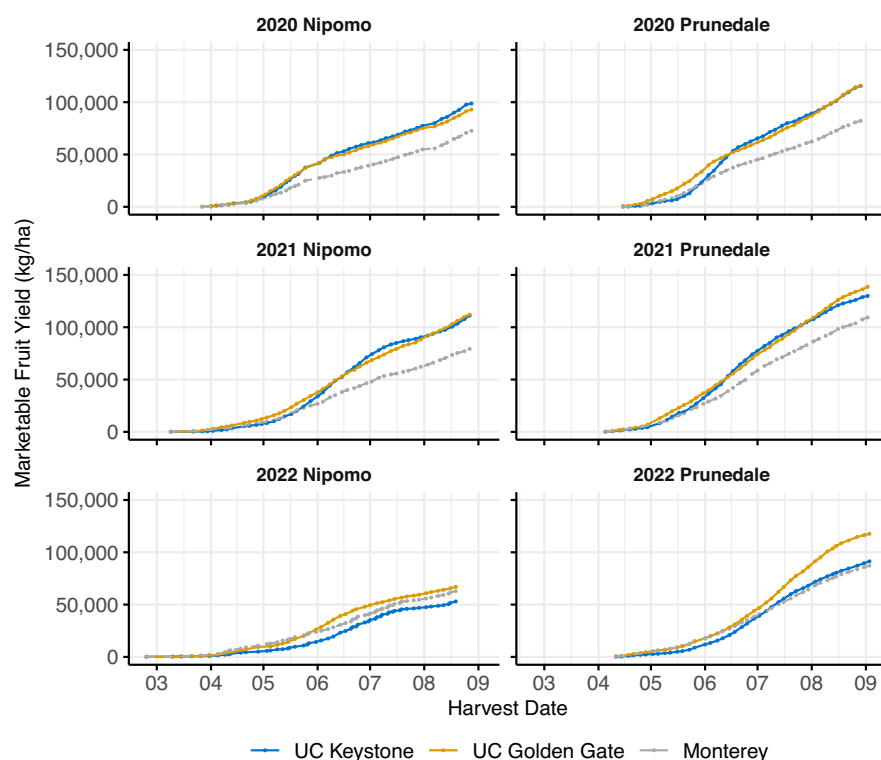 2020 Nipomo 2020 Prunedale
150,000
100,000
50,000
0
2021 Nipomo 2021 Prunedale
150,000
100,000
50,000
0
2022 Nipomo 2022 Prunedale
150,000
100,000
50,000
0
Marketable Fruit Yield (kg/ha)
03 04 05 06 07 08 09 03 04 05 06 07 08 09
Harvest Date
UC Keystone UC Golden Gate Monterey